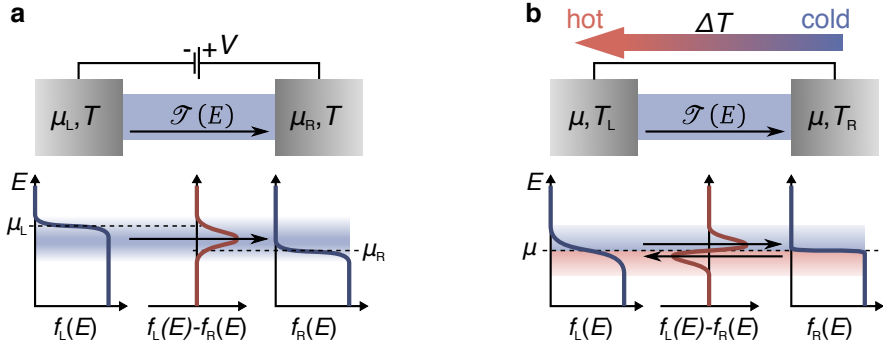 a
- + V
μL, T
𝒯(E)
μR, T
E
μL
μR
fL(E)
fL(E)-fR(E)
fR(E)
b
hot
ΔT
cold
μ, TL
𝒯(E)
μ, TR
E
μ
fL(E)
fL(E)-fR(E)
fR(E)